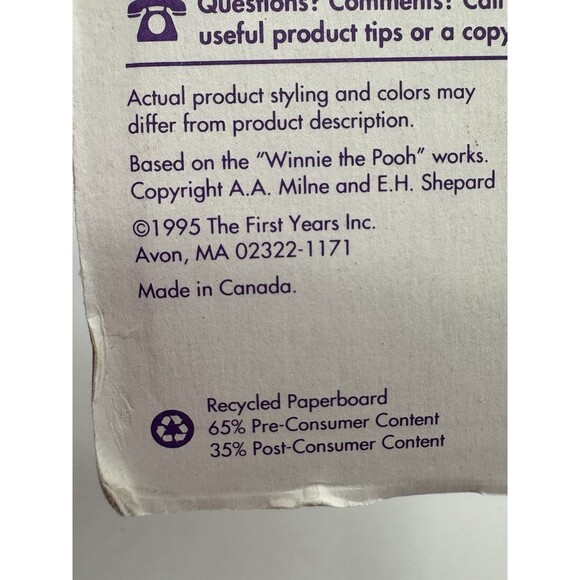 Questions? Comments? Call
useful product tips or a copy
Actual product styling and colors may
differ from product description.
Based on the "Winnie the Pooh" works.
Copyright A.A. Milne and E.H. Shepard
©1995 The First Years Inc.
Avon, MA 02322-1171
Made in Canada.
Recycled Paperboard
65% Pre-Consumer Content
35% Post-Consumer Content